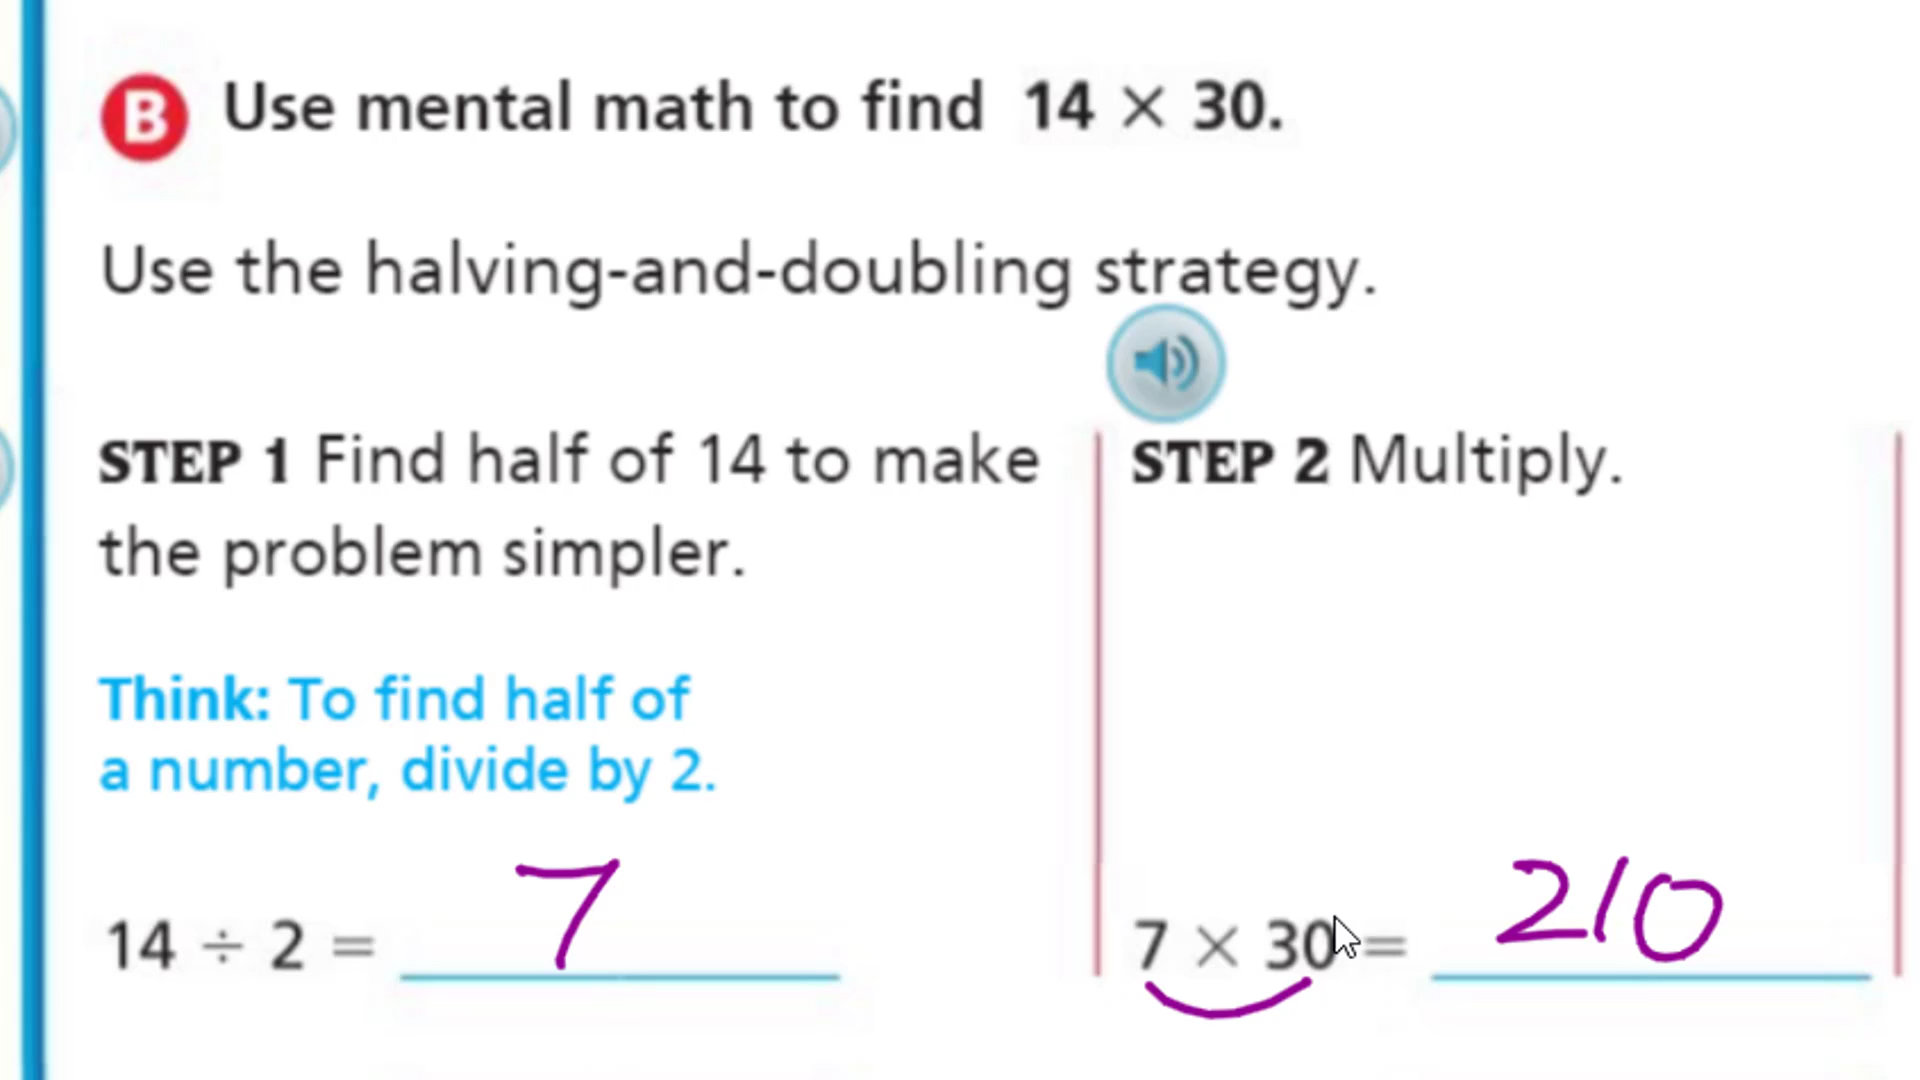 B Use mental math to find 14 × 30.
Use the halving-and-doubling strategy.
STEP 1 Find half of 14 to make
the problem simpler.
Think: To find half of
a number, divide by 2.
14 ÷ 2 = 7
STEP 2 Multiply.
7 × 30 = 210